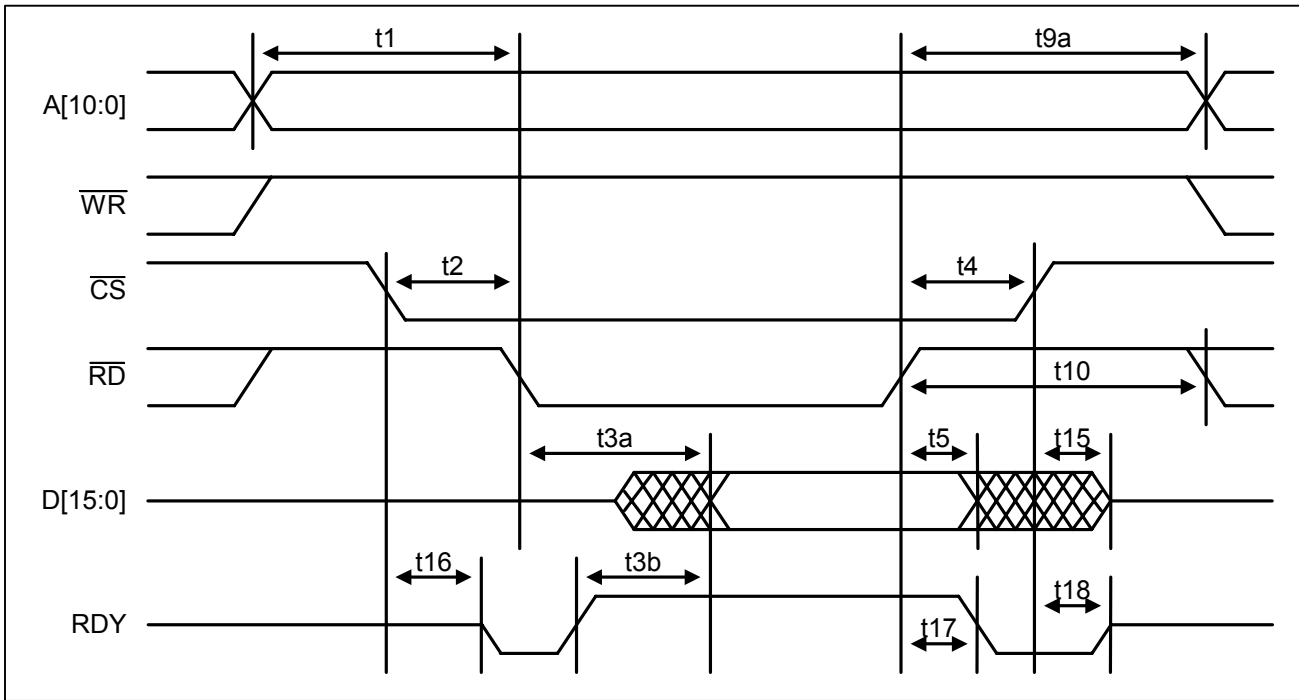 t1
t9a
A[10:0]
WR
t2
t4
CS
RD
t10
t3a
t5
t15
D[15:0]
t16
t3b
t18
RDY
t17